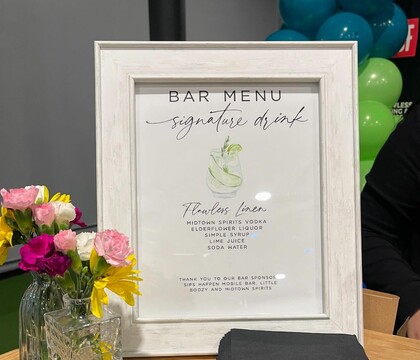 BAR MENU
signature drink
Flawless Linen
MIDTOWN SPIRITS VODKA
ELDERFLOWER LIQUOR
SIMPLE SYRUP
LIME JUICE
SODA WATER
THANK YOU TO OUR BAR SPONSORS
SIPS HAPPEN MOBILE BAR, LITTLE
BOOZY AND MIDTOWN SPIRITS